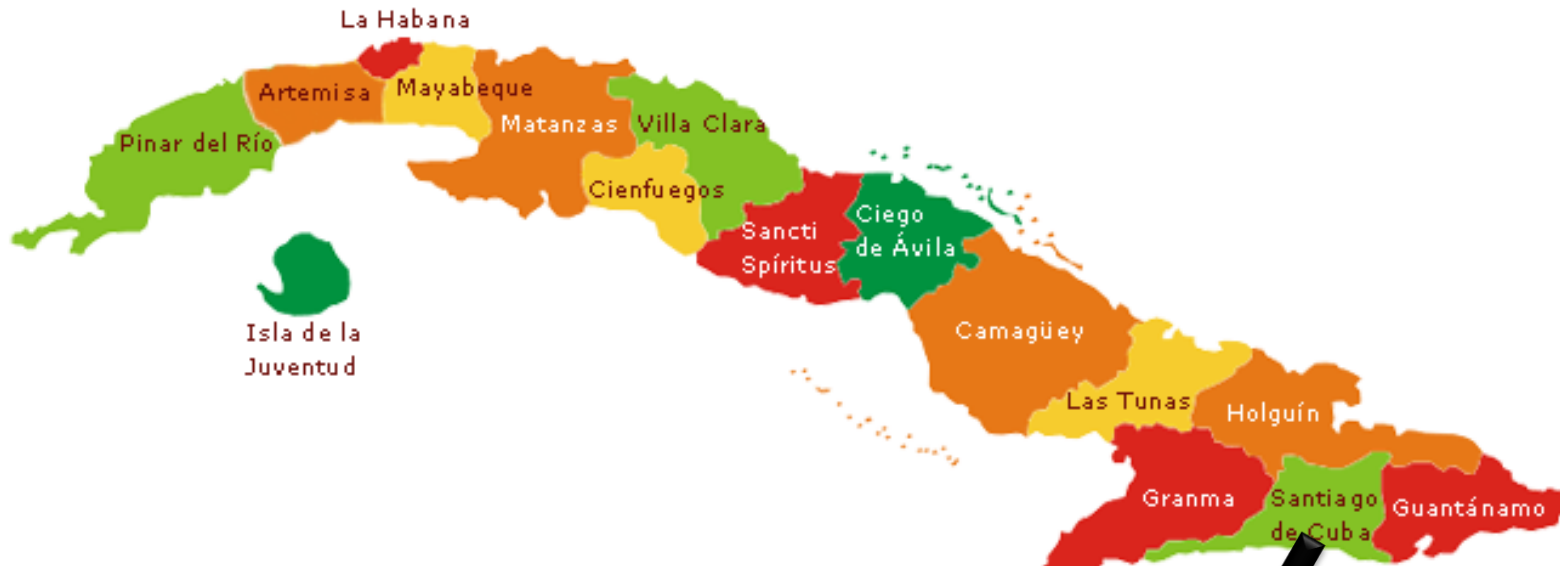 La Habana
Artemisa
Mayabeque
Pinar del Río
Matanzas
Villa Clara
Cienfuegos
Isla de la
Juventud
Sancti
Spíritus
Ciego
de Ávila
Camagüey
Las Tunas
Holguín
Granma
Santiago
de Cuba
Guantánamo